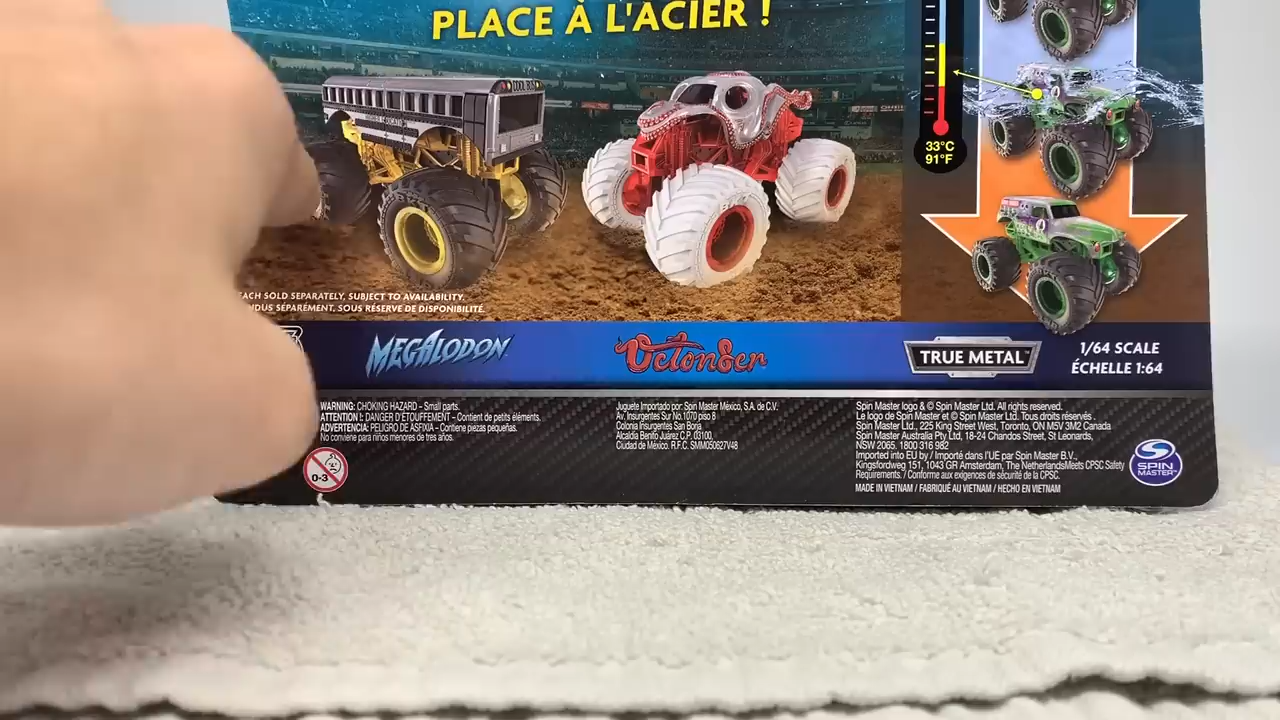 PLACE À L'ACIER !
COOL BUS
33°C
91°F
EACH SOLD SEPARATELY, SUBJECT TO AVAILABILITY.
SÉPARÉMENT, SOUS RÉSERVE DE DISPONIBILITÉ.
MEGALODON
Octon8er
TRUE METAL
1/64 SCALE
ÉCHELLE 1:64
WARNING: CHOKING HAZARD – Small parts.
ATTENTION : DANGER D'ÉTOUFFEMENT – Contient de petits éléments.
ADVERTENCIA: PELIGRO DE ASFIXIA – Contiene piezas pequeñas.
No conviene para niños menores de tres años.
0-3
Juguete Importado por: Spin Master México, S.A. de C.V.
Av. Insurgentes Sur No.1070 piso 8
Colonia Insurgentes San Borja
Alcaldía Benito Juárez C.P. 03100,
Ciudad de México. R.F.C. SMM050627V48
Spin Master logo & © Spin Master Ltd. All rights reserved.
Le logo de Spin Master et © Spin Master Ltd. Tous droits réservés .
Spin Master Ltd., 225 King Street West, Toronto, ON M5V 3M2 Canada
Spin Master Australia Pty Ltd, 18-24 Chandos Street, St Leonards,
NSW 2065, 1800 316 982
Imported into EU by / Importé dans l'UE par Spin Master B.V.,
Kingsfordweg 151, 1043 GR Amsterdam, The NetherlandsMeets CPSC Safety
Requirements. / Conforme aux exigences de sécurité de la CPSC.
MADE IN VIETNAM / FABRIQUÉ AU VIETNAM / HECHO EN VIETNAM
SPIN
MASTER